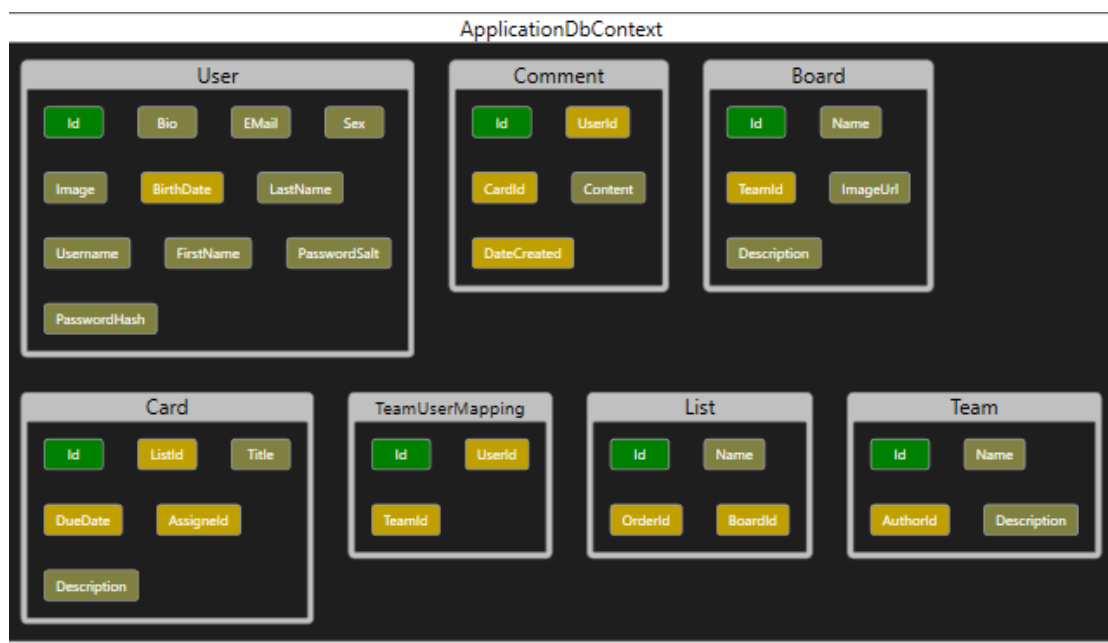 ApplicationDbContext
User
Id Bio EMail Sex
Image BirthDate LastName
Username FirstName PasswordSalt
PasswordHash
Comment
Id UserId
CardId Content
DateCreated
Board
Id Name
TeamId ImageUrl
Description
Card
Id ListId Title
DueDate AssigneId
Description
TeamUserMapping
Id UserId
TeamId
List
Id Name
OrderId BoardId
Team
Id Name
AuthorId Description